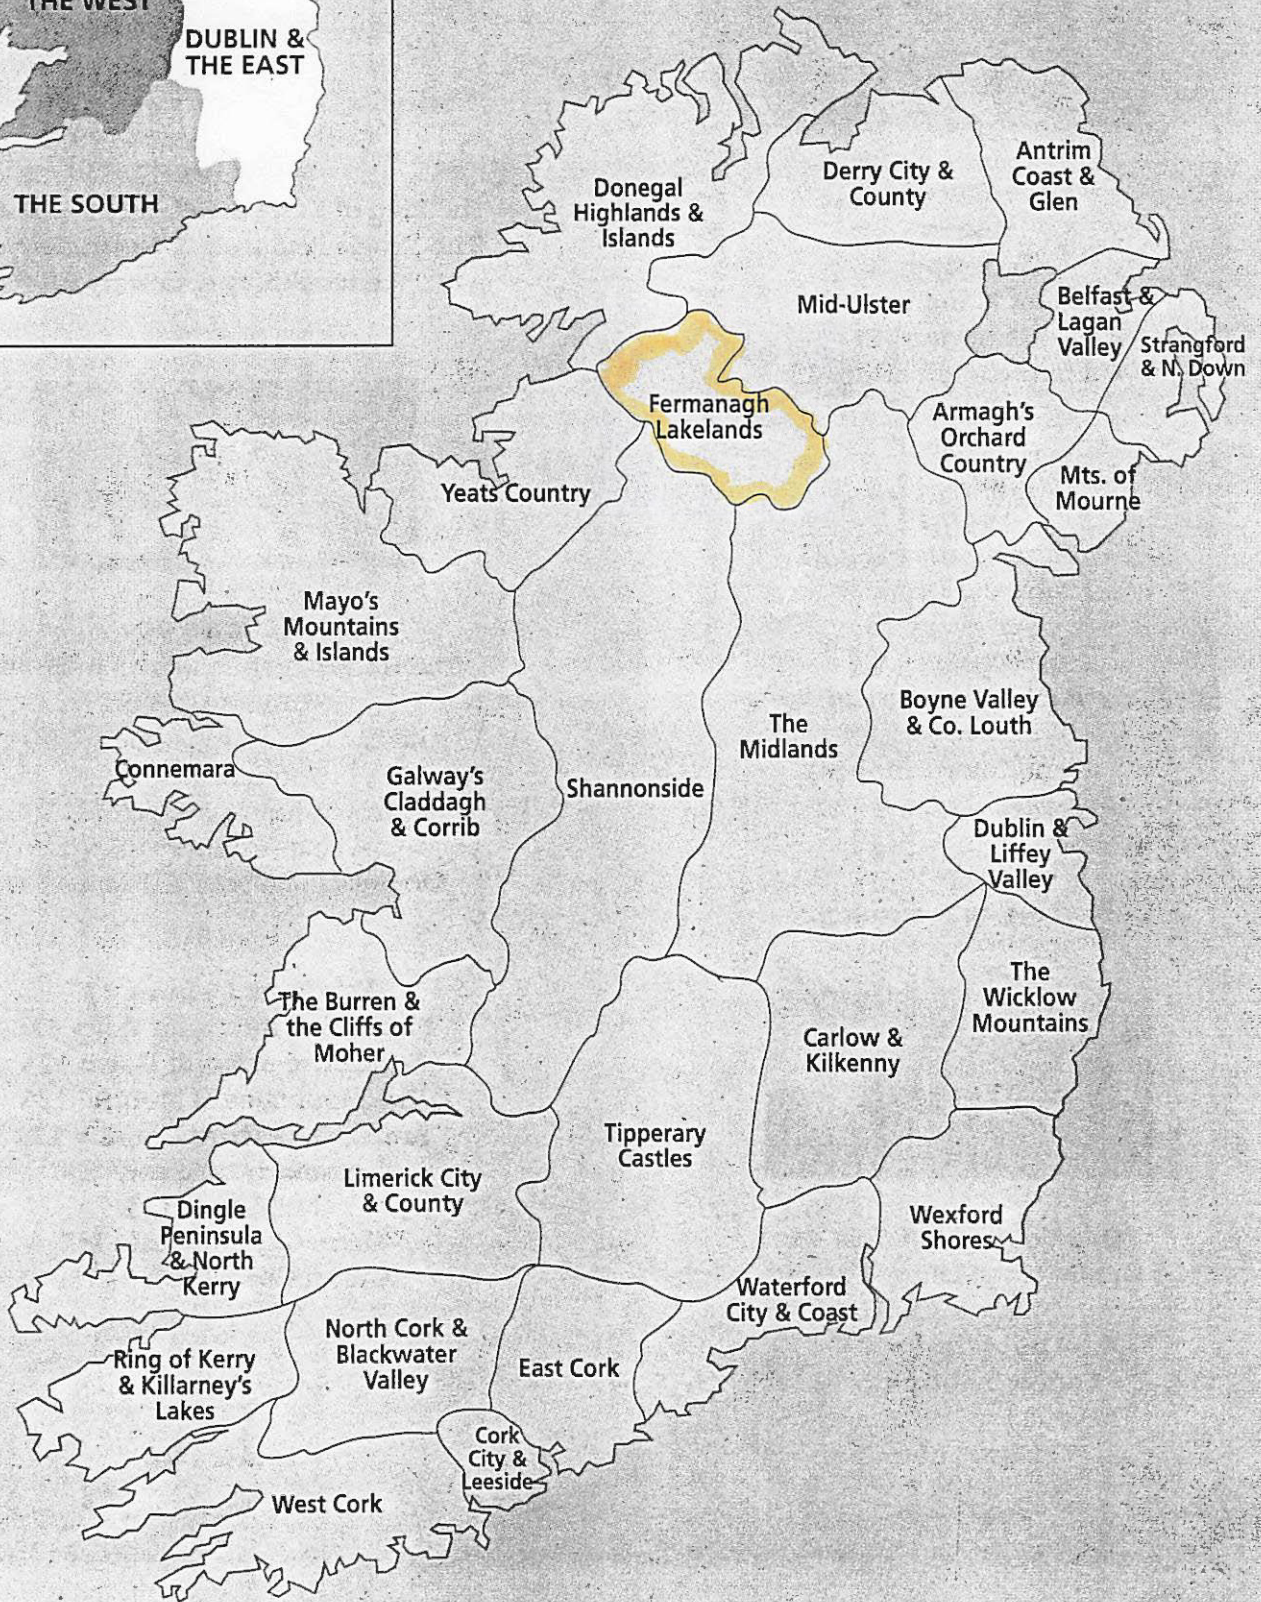 THE WEST
DUBLIN &
THE EAST
THE SOUTH
Donegal
Highlands &
Islands
Derry City &
County
Antrim
Coast &
Glen
Mid-Ulster
Belfast &
Lagan
Valley
Strangford
& N. Down
Fermanagh
Lakelands
Armagh's
Orchard
Country
Mts. of
Mourne
Yeats Country
Mayo's
Mountains
& Islands
Connemara
Galway's
Claddagh
& Corrib
Shannonside
The
Midlands
Boyne Valley
& Co. Louth
Dublin &
Liffey
Valley
The Burren &
the Cliffs of
Moher
The
Wicklow
Mountains
Carlow &
Kilkenny
Tipperary
Castles
Limerick City
& County
Dingle
Peninsula
& North
Kerry
Wexford
Shores
Waterford
City & Coast
North Cork &
Blackwater
Valley
East Cork
Ring of Kerry
& Killarney's
Lakes
Cork
City &
Leeside
West Cork